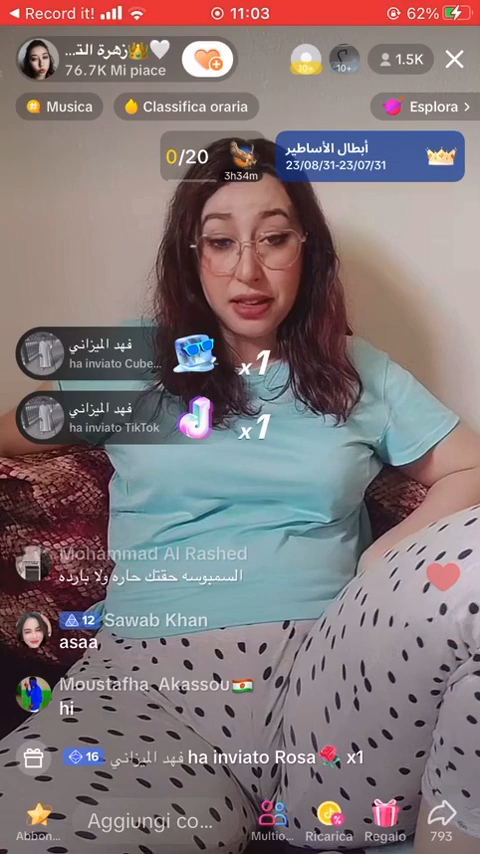 Record it!
11:03
62%
زهرة الت...
76.7K Mi piace
10+
10+
1.5K
Musica
Classifica oraria
Esplora
0/20
3h34m
أبطال الأساطير
23/08/31-23/07/31
فهد الميزاني
ha inviato Cube...
x1
فهد الميزاني
ha inviato TikTok
x1
Mohammad Al Rashed
السمبوسه حقتك حاره ولا بارده
12 Sawab Khan
asaa
Moustafha_Akassou🇳🇪
hi
16 فهد الميزاني ha inviato Rosa🌹 x1
Abbon...
Aggiungi co...
Multio...
Ricarica
Regalo
793